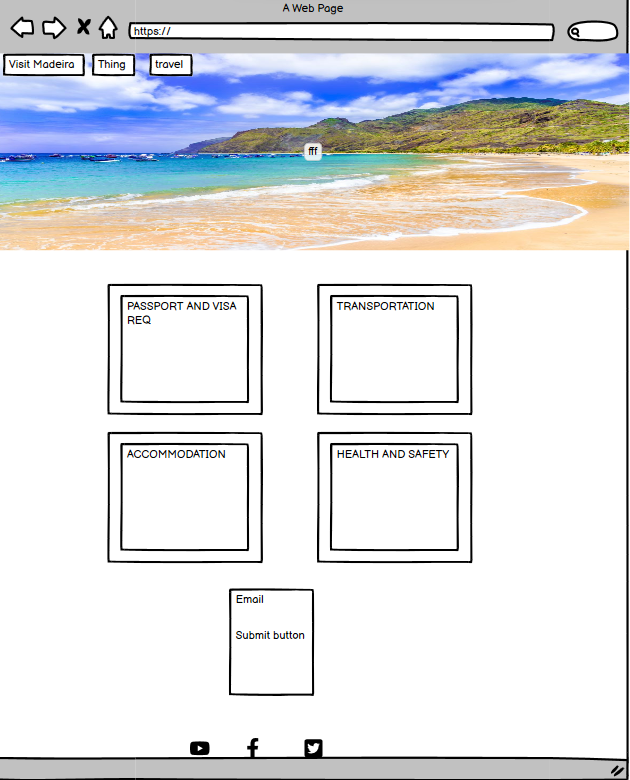 A Web Page
https://
Visit Madeira
Thing
travel
fff
PASSPORT AND VISA
REQ
TRANSPORTATION
ACCOMMODATION
HEALTH AND SAFETY
Email
Submit button